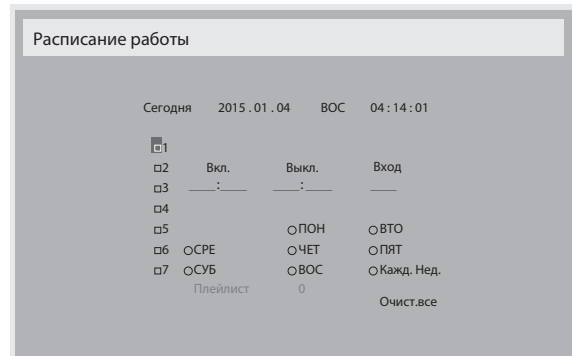 Расписание работы
Сегодня 2015 . 01 . 04 ВОС 04 : 14 : 01
1
2 Вкл. Выкл. Вход
3 ____:____ ____:____ ____
4
5 ПОН ВТО
6 СРЕ ЧЕТ ПЯТ
7 СУБ ВОС Кажд. Нед.
Плейлист 0
Очист.все